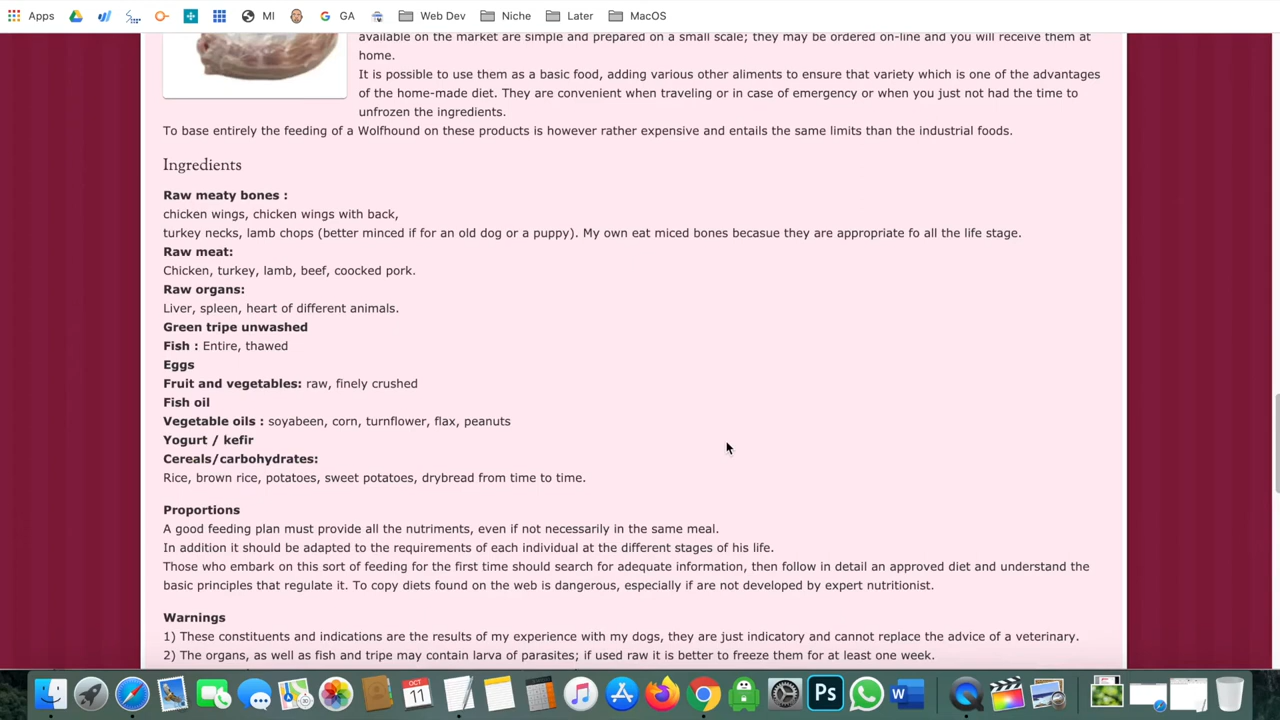 Apps MI GA Web Dev Niche Later MacOS
available on the market are simple and prepared on a small scale; they may be ordered on-line and you will receive them at
home.
It is possible to use them as a basic food, adding various other aliments to ensure that variety which is one of the advantages
of the home-made diet. They are convenient when traveling or in case of emergency or when you just not had the time to
unfrozen the ingredients.
To base entirely the feeding of a Wolfhound on these products is however rather expensive and entails the same limits than the industrial foods.
Ingredients
Raw meaty bones :
chicken wings, chicken wings with back,
turkey necks, lamb chops (better minced if for an old dog or a puppy). My own eat miced bones becasue they are appropriate fo all the life stage.
Raw meat:
Chicken, turkey, lamb, beef, coocked pork.
Raw organs:
Liver, spleen, heart of different animals.
Green tripe unwashed
Fish : Entire, thawed
Eggs
Fruit and vegetables: raw, finely crushed
Fish oil
Vegetable oils : soyabeen, corn, turnflower, flax, peanuts
Yogurt / kefir
Cereals/carbohydrates:
Rice, brown rice, potatoes, sweet potatoes, drybread from time to time.
Proportions
A good feeding plan must provide all the nutriments, even if not necessarily in the same meal.
In addition it should be adapted to the requirements of each individual at the different stages of his life.
Those who embark on this sort of feeding for the first time should search for adequate information, then follow in detail an approved diet and understand the
basic principles that regulate it. To copy diets found on the web is dangerous, especially if are not developed by expert nutritionist.
Warnings
1) These constituents and indications are the results of my experience with my dogs, they are just indicatory and cannot replace the advice of a veterinary.
2) The organs, as well as fish and tripe may contain larva of parasites; if used raw it is better to freeze them for at least one week.
OCT
11
Ps
W